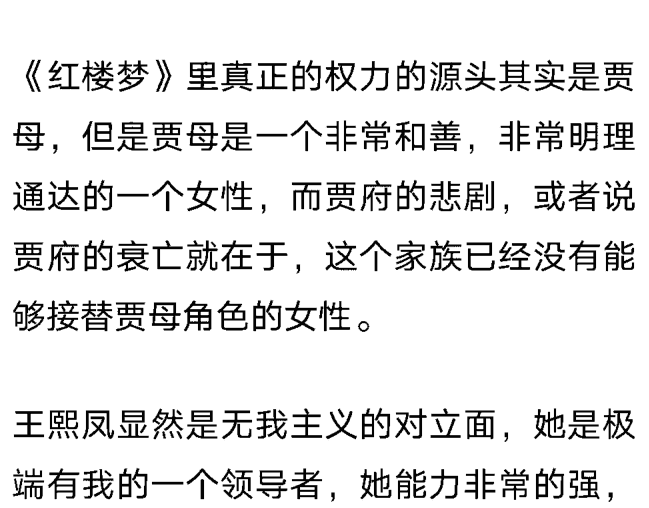 《红楼梦》里真正的权力的源头其实是贾
母，但是贾母是一个非常和善，非常明理
通达的一个女性，而贾府的悲剧，或者说
贾府的衰亡就在于，这个家族已经没有能
够接替贾母角色的女性。
王熙凤显然是无我主义的对立面，她是极
端有我的一个领导者，她能力非常的强，